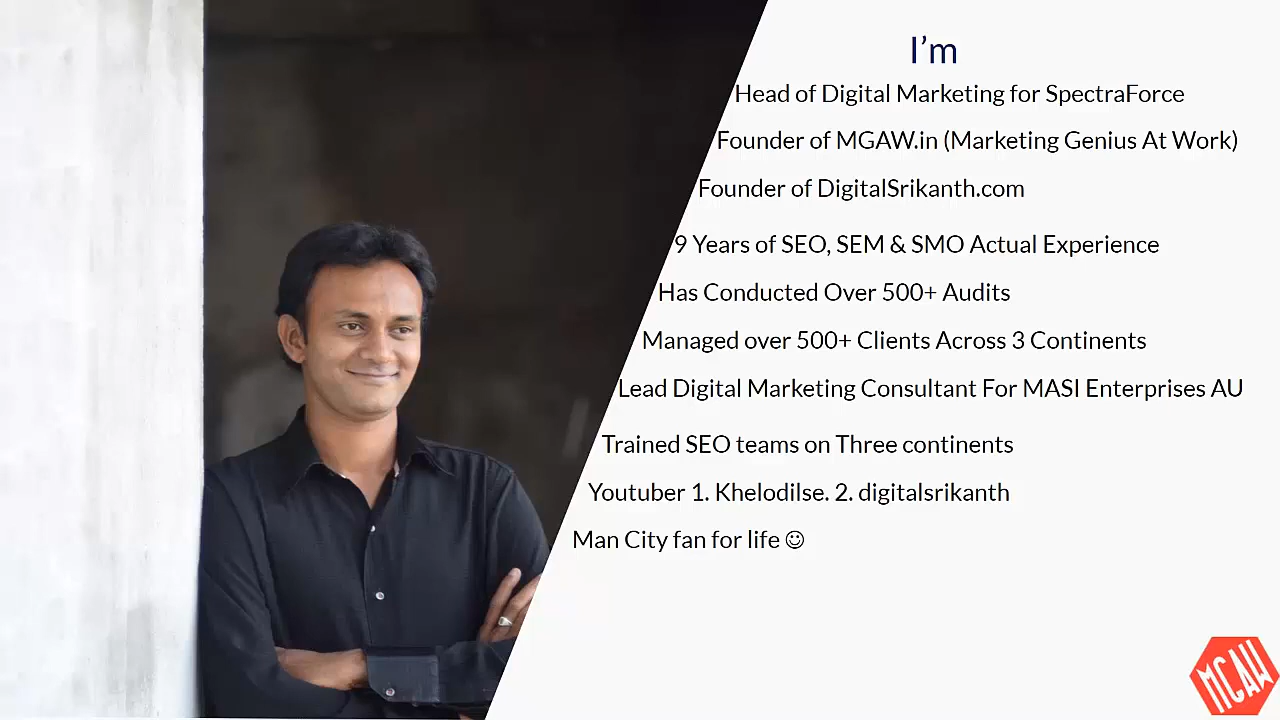 I’m
Head of Digital Marketing for SpectraForce
Founder of MGAW.in (Marketing Genius At Work)
Founder of DigitalSrikanth.com
9 Years of SEO, SEM & SMO Actual Experience
Has Conducted Over 500+ Audits
Managed over 500+ Clients Across 3 Continents
Lead Digital Marketing Consultant For MASI Enterprises AU
Trained SEO teams on Three continents
Youtuber 1. Khelodilse. 2. digitalsrikanth
Man City fan for life ☺
MGAW